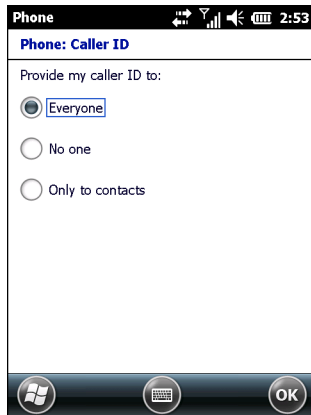 Phone 2:53
Phone: Caller ID
Provide my caller ID to:
Everyone
No one
Only to contacts
OK